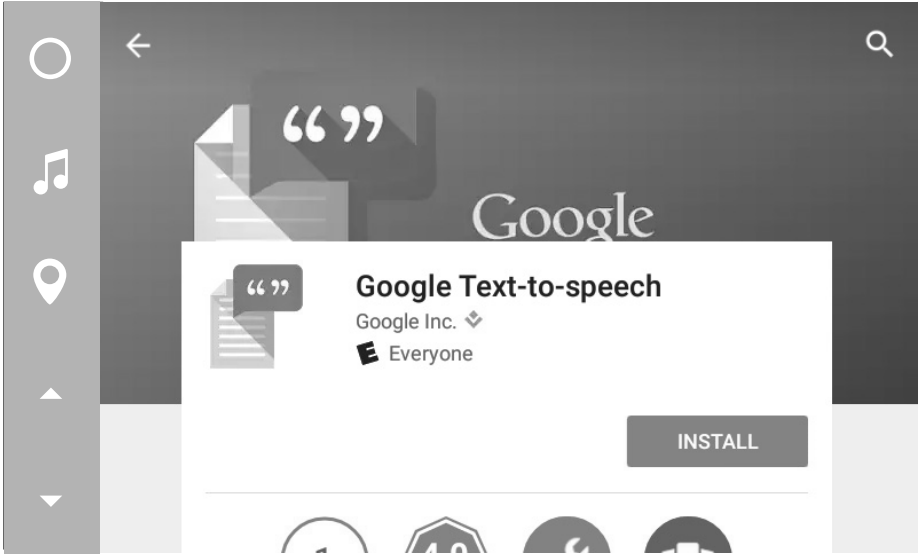 “ ”
Google
“ ”
Google Text-to-speech
Google Inc.
E Everyone
INSTALL